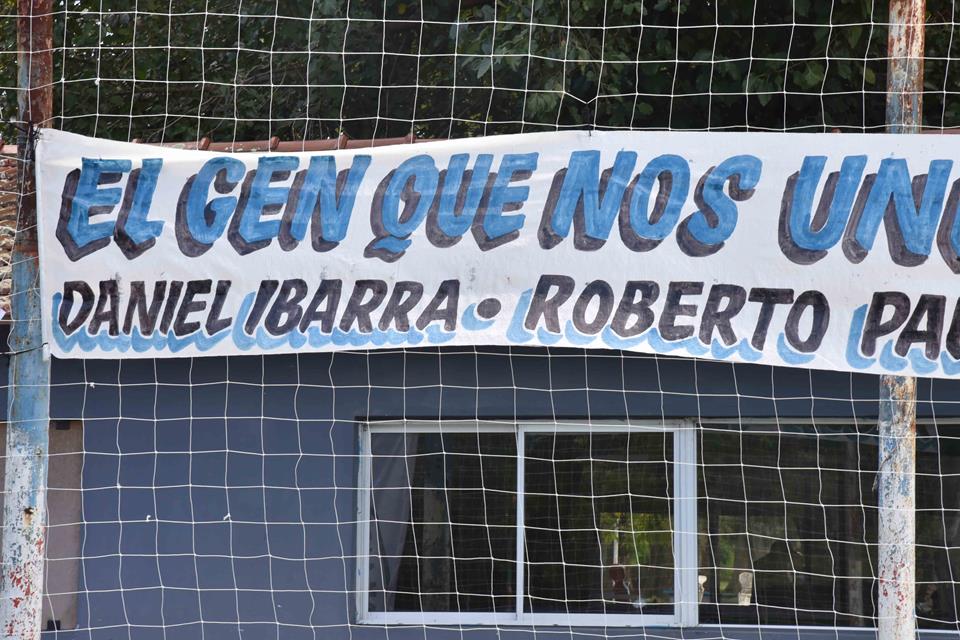 EL GEN QUE NOS
DANIEL IBARRA • ROBERTO